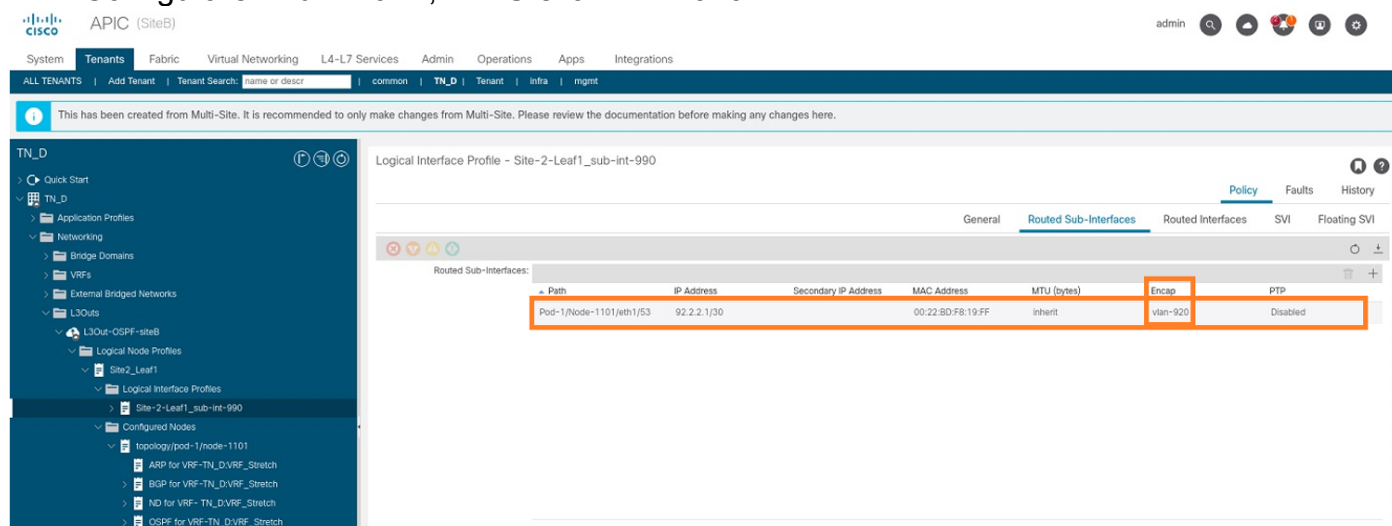 cisco
APIC (SiteB)
admin
System Tenants Fabric Virtual Networking L4-L7 Services Admin Operations Apps Integrations
ALL TENANTS | Add Tenant | Tenant Search: name or descr | common | TN_D | Tenant | infra | mgmt
This has been created from Multi-Site. It is recommended to only make changes from Multi-Site. Please review the documentation before making any changes here.
TN_D
Quick Start
TN_D
Application Profiles
Networking
Bridge Domains
VRFs
External Bridged Networks
L3Outs
L3Out-OSPF-siteB
Logical Node Profiles
Site2_Leaf1
Logical Interface Profiles
Site-2-Leaf1_sub-int-990
Configured Nodes
topology/pod-1/node-1101
ARP for VRF-TN_D:VRF_Stretch
BGP for VRF-TN_D:VRF_Stretch
ND for VRF- TN_D:VRF_Stretch
OSPF for VRF-TN_D:VRF_Stretch
Logical Interface Profile - Site-2-Leaf1_sub-int-990
Policy Faults History
General Routed Sub-Interfaces Routed Interfaces SVI Floating SVI
Routed Sub-Interfaces:
Path IP Address Secondary IP Address MAC Address MTU (bytes) Encap PTP
Pod-1/Node-1101/eth1/53 92.2.2.1/30 00:22:BD:F8:19:FF inherit vlan-920 Disabled